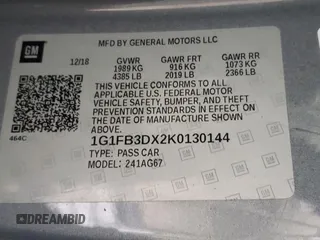 GM
MFD BY GENERAL MOTORS LLC
12/18 GVWR GAWR FRT GAWR RR
1989 KG 916 KG 1073 KG
4385 LB 2019 LB 2366 LB
THIS VEHICLE CONFORMS TO ALL
APPLICABLE U.S. FEDERAL MOTOR
VEHICLE SAFETY, BUMPER, AND THEFT
PREVENTION STANDARDS IN EFFECT ON
THE DATE OF MANUFACTURE SHOWN ABOVE.
464C
1G1FB3DX2K0130144
TYPE: PASS CAR
MODEL: 241AG67
DREAMBID